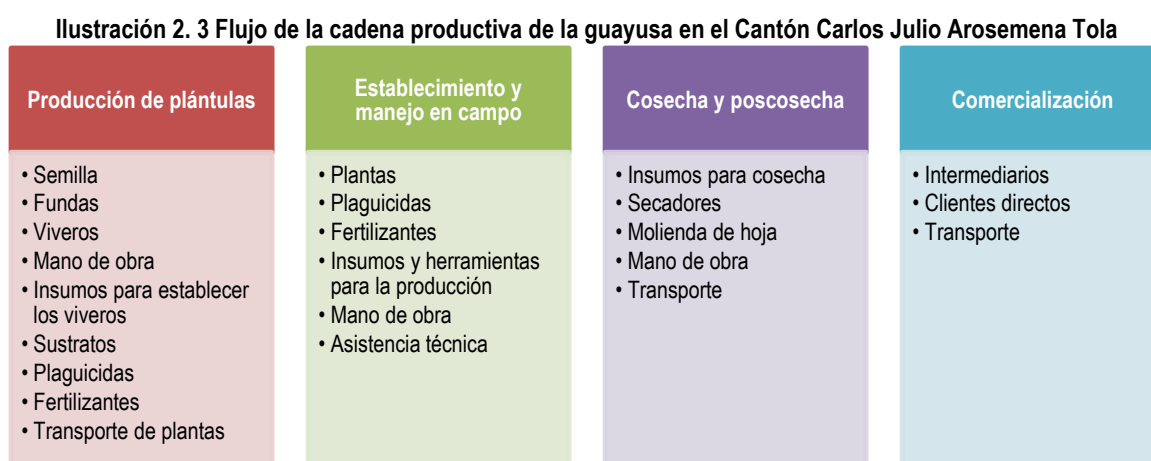 Ilustración 2. 3 Flujo de la cadena productiva de la guayusa en el Cantón Carlos Julio Arosemena Tola
Producción de plántulas
• Semilla
• Fundas
• Viveros
• Mano de obra
• Insumos para establecer
los viveros
• Sustratos
• Plaguicidas
• Fertilizantes
• Transporte de plantas
Establecimiento y
manejo en campo
• Plantas
• Plaguicidas
• Fertilizantes
• Insumos y herramientas
para la producción
• Mano de obra
• Asistencia técnica
Cosecha y poscosecha
• Insumos para cosecha
• Secadores
• Molienda de hoja
• Mano de obra
• Transporte
Comercialización
• Intermediarios
• Clientes directos
• Transporte